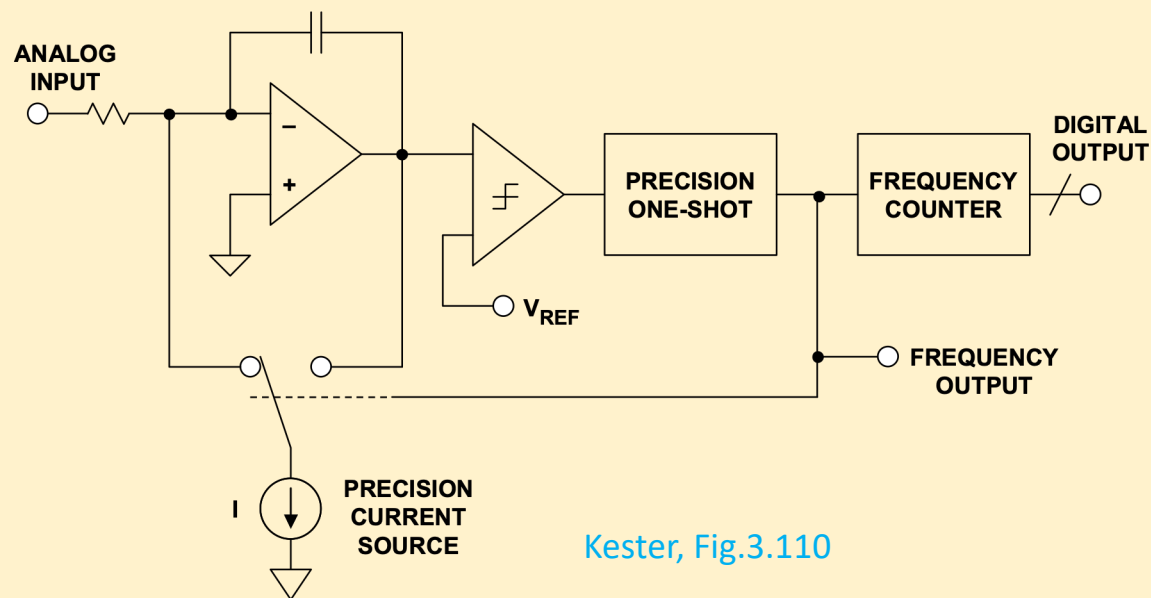 ANALOG
INPUT
−
+
PRECISION
ONE-SHOT
FREQUENCY
COUNTER
DIGITAL
OUTPUT
VREF
FREQUENCY
OUTPUT
I
PRECISION
CURRENT
SOURCE
Kester, Fig.3.110